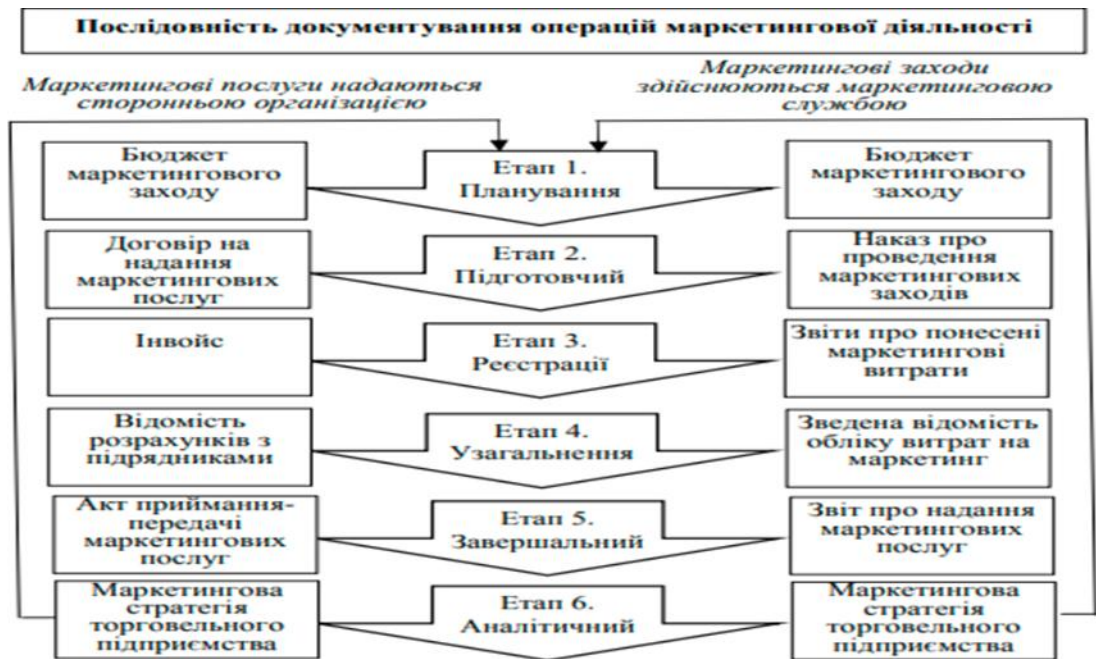 Послідовність документування операцій маркетингової діяльності
Маркетингові послуги надаються
сторонньою організацією
Маркетингові заходи
здійснюються маркетинговою
службою
Бюджет
маркетингового
заходу
Етап 1.
Планування
Бюджет
маркетингового
заходу
Договір на
надання
маркетингових
послуг
Етап 2.
Підготовчий
Наказ про
проведення
маркетингових
заходів
Інвойс
Етап 3.
Реєстрації
Звіти про понесені
маркетингові
витрати
Відомість
розрахунків з
підрядниками
Етап 4.
Узагальнення
Зведена відомість
обліку витрат на
маркетинг
Акт приймання-
передачі
маркетингових
послуг
Етап 5.
Завершальний
Звіт про надання
маркетингових
послуг
Маркетингова
стратегія
торговельного
підприємства
Етап 6.
Аналітичний
Маркетингова
стратегія
торговельного
підприємства